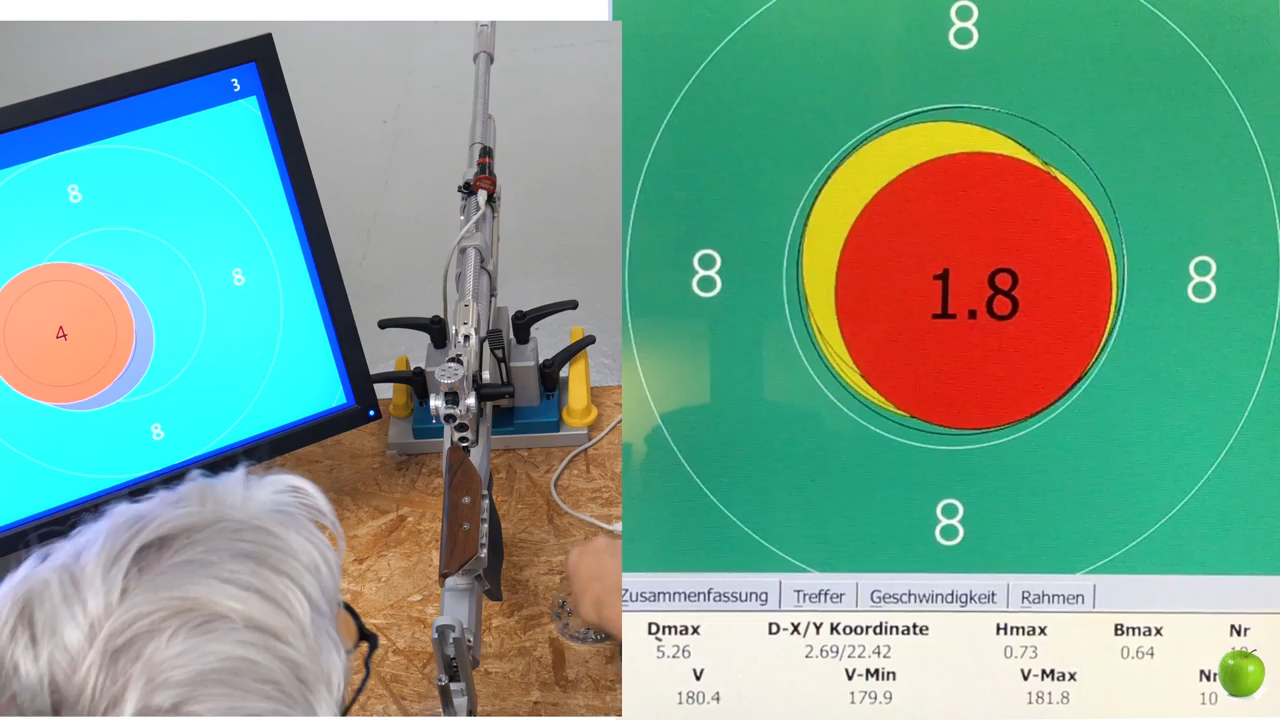 3
8
8
4
8
8
8
1.8
8
8
Zusammenfassung Treffer Geschwindigkeit Rahmen
Dmax D-X/Y Koordinate Hmax Bmax Nr
5.26 2.69/22.42 0.73 0.64
V V-Min V-Max
180.4 179.9 181.8 10